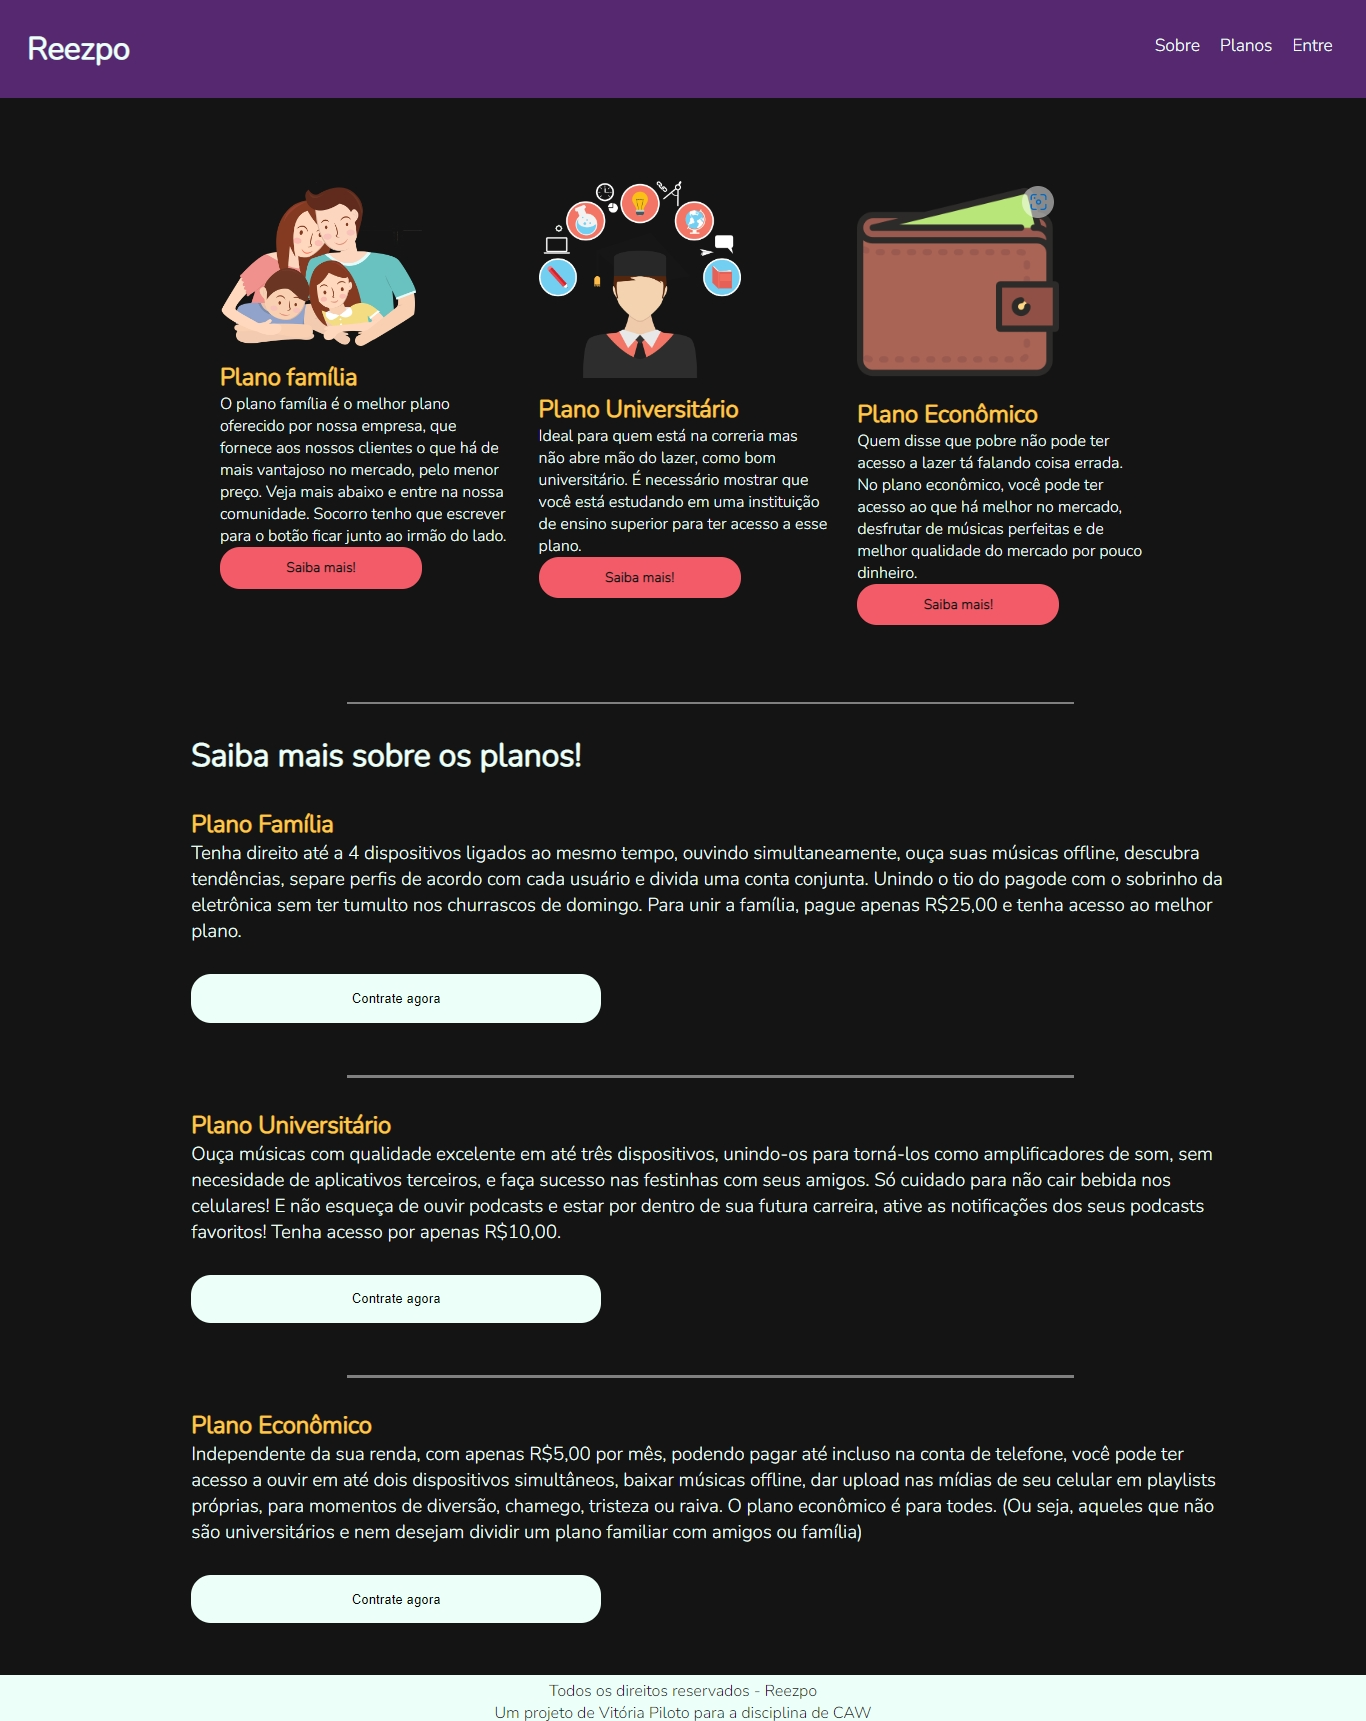 Reezpo
Sobre Planos Entre
Plano família
O plano família é o melhor plano
oferecido por nossa empresa, que
fornece aos nossos clientes o que há de
mais vantajoso no mercado, pelo menor
preço. Veja mais abaixo e entre na nossa
comunidade. Socorro tenho que escrever
para o botão ficar junto ao irmão do lado.
Saiba mais!
Plano Universitário
Ideal para quem está na correria mas
não abre mão do lazer, como bom
universitário. É necessário mostrar que
você está estudando em uma instituição
de ensino superior para ter acesso a esse
plano.
Saiba mais!
Plano Econômico
Quem disse que pobre não pode ter
acesso a lazer tá falando coisa errada.
No plano econômico, você pode ter
acesso ao que há melhor no mercado,
desfrutar de músicas perfeitas e de
melhor qualidade do mercado por pouco
dinheiro.
Saiba mais!
Saiba mais sobre os planos!
Plano Família
Tenha direito até a 4 dispositivos ligados ao mesmo tempo, ouvindo simultaneamente, ouça suas músicas offline, descubra
tendências, separe perfis de acordo com cada usuário e divida uma conta conjunta. Unindo o tio do pagode com o sobrinho da
eletrônica sem ter tumulto nos churrascos de domingo. Para unir a família, pague apenas R$25,00 e tenha acesso ao melhor
plano.
Contrate agora
Plano Universitário
Ouça músicas com qualidade excelente em até três dispositivos, unindo-os para torná-los como amplificadores de som, sem
necesidade de aplicativos terceiros, e faça sucesso nas festinhas com seus amigos. Só cuidado para não cair bebida nos
celulares! E não esqueça de ouvir podcasts e estar por dentro de sua futura carreira, ative as notificações dos seus podcasts
favoritos! Tenha acesso por apenas R$10,00.
Contrate agora
Plano Econômico
Independente da sua renda, com apenas R$5,00 por mês, podendo pagar até incluso na conta de telefone, você pode ter
acesso a ouvir em até dois dispositivos simultâneos, baixar músicas offline, dar upload nas mídias de seu celular em playlists
próprias, para momentos de diversão, chamego, tristeza ou raiva. O plano econômico é para todes. (Ou seja, aqueles que não
são universitários e nem desejam dividir um plano familiar com amigos ou família)
Contrate agora
Todos os direitos reservados - Reezpo
Um projeto de Vitória Piloto para a disciplina de CAW